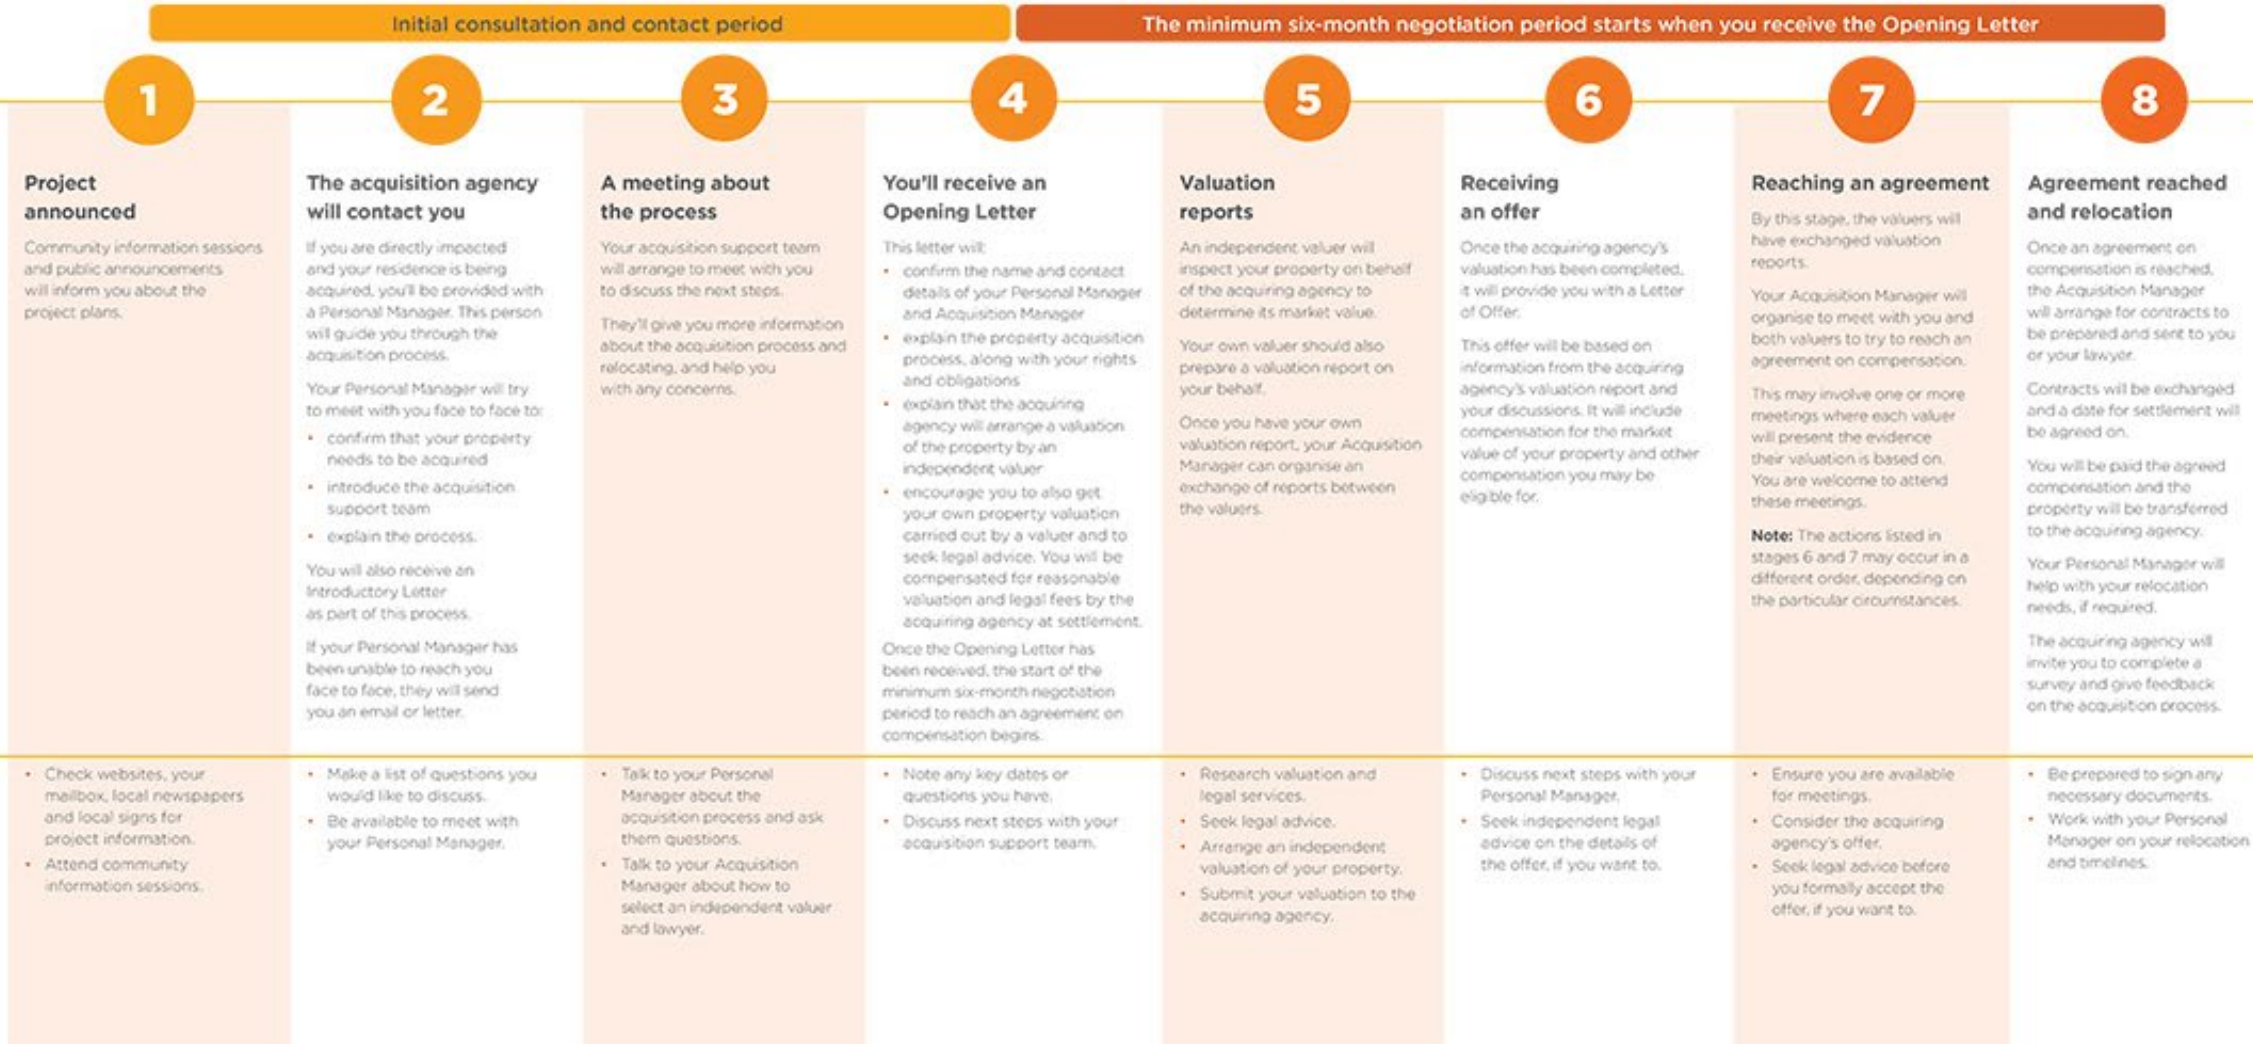 Initial consultation and contact period
The minimum six-month negotiation period starts when you receive the Opening Letter
1
Project
announced
Community information sessions
and public announcements
will inform you about the
project plans.
• Check websites, your
mailbox, local newspapers
and local signs for
project information.
• Attend community
information sessions.
2
The acquisition agency
will contact you
If you are directly impacted
and your residence is being
acquired, you'll be provided with
a Personal Manager. This person
will guide you through the
acquisition process.
Your Personal Manager will try
to meet with you face to face to:
• confirm that your property
needs to be acquired
• introduce the acquisition
support team
• explain the process.
You will also receive an
Introductory Letter
as part of this process.
If your Personal Manager has
been unable to reach you
face to face, they will send
you an email or letter.
• Make a list of questions you
would like to discuss.
• Be available to meet with
your Personal Manager.
3
A meeting about
the process
Your acquisition support team
will arrange to meet with you
to discuss the next steps.
They'll give you more information
about the acquisition process and
relocating, and help you
with any concerns.
• Talk to your Personal
Manager about the
acquisition process and ask
them questions.
• Talk to your Acquisition
Manager about how to
select an independent valuer
and lawyer.
4
You'll receive an
Opening Letter
This letter will:
• confirm the name and contact
details of your Personal Manager
and Acquisition Manager
• explain the property acquisition
process, along with your rights
and obligations
• explain that the acquiring
agency will arrange a valuation
of the property by an
independent valuer
• encourage you to also get
your own property valuation
carried out by a valuer and to
seek legal advice. You will be
compensated for reasonable
valuation and legal fees by the
acquiring agency at settlement.
Once the Opening Letter has
been received, the start of the
minimum six-month negotiation
period to reach an agreement on
compensation begins.
• Note any key dates or
questions you have.
• Discuss next steps with your
acquisition support team.
5
Valuation
reports
An independent valuer will
inspect your property on behalf
of the acquiring agency to
determine its market value.
Your own valuer should also
prepare a valuation report on
your behalf.
Once you have your own
valuation report, your Acquisition
Manager can organise an
exchange of reports between
the valuers.
• Research valuation and
legal services.
• Seek legal advice.
• Arrange an independent
valuation of your property.
• Submit your valuation to the
acquiring agency.
6
Receiving
an offer
Once the acquiring agency's
valuation has been completed,
it will provide you with a Letter
of Offer.
This offer will be based on
information from the acquiring
agency's valuation report and
your discussions. It will include
compensation for the market
value of your property and other
compensation you may be
eligible for.
• Discuss next steps with your
Personal Manager.
• Seek independent legal
advice on the details of
the offer, if you want to.
7
Reaching an agreement
By this stage, the valuers will
have exchanged valuation
reports.
Your Acquisition Manager will
organise to meet with you and
both valuers to try to reach an
agreement on compensation.
This may involve one or more
meetings where each valuer
will present the evidence
their valuation is based on.
You are welcome to attend
these meetings.
Note: The actions listed in
stages 6 and 7 may occur in a
different order, depending on
the particular circumstances.
• Ensure you are available
for meetings.
• Consider the acquiring
agency's offer.
• Seek legal advice before
you formally accept the
offer, if you want to.
8
Agreement reached
and relocation
Once an agreement on
compensation is reached,
the Acquisition Manager
will arrange for contracts to
be prepared and sent to you
or your lawyer.
Contracts will be exchanged
and a date for settlement will
be agreed on.
You will be paid the agreed
compensation and the
property will be transferred
to the acquiring agency.
Your Personal Manager will
help with your relocation
needs, if required.
The acquiring agency will
invite you to complete a
survey and give feedback
on the acquisition process.
• Be prepared to sign any
necessary documents.
• Work with your Personal
Manager on your relocation
and timelines.